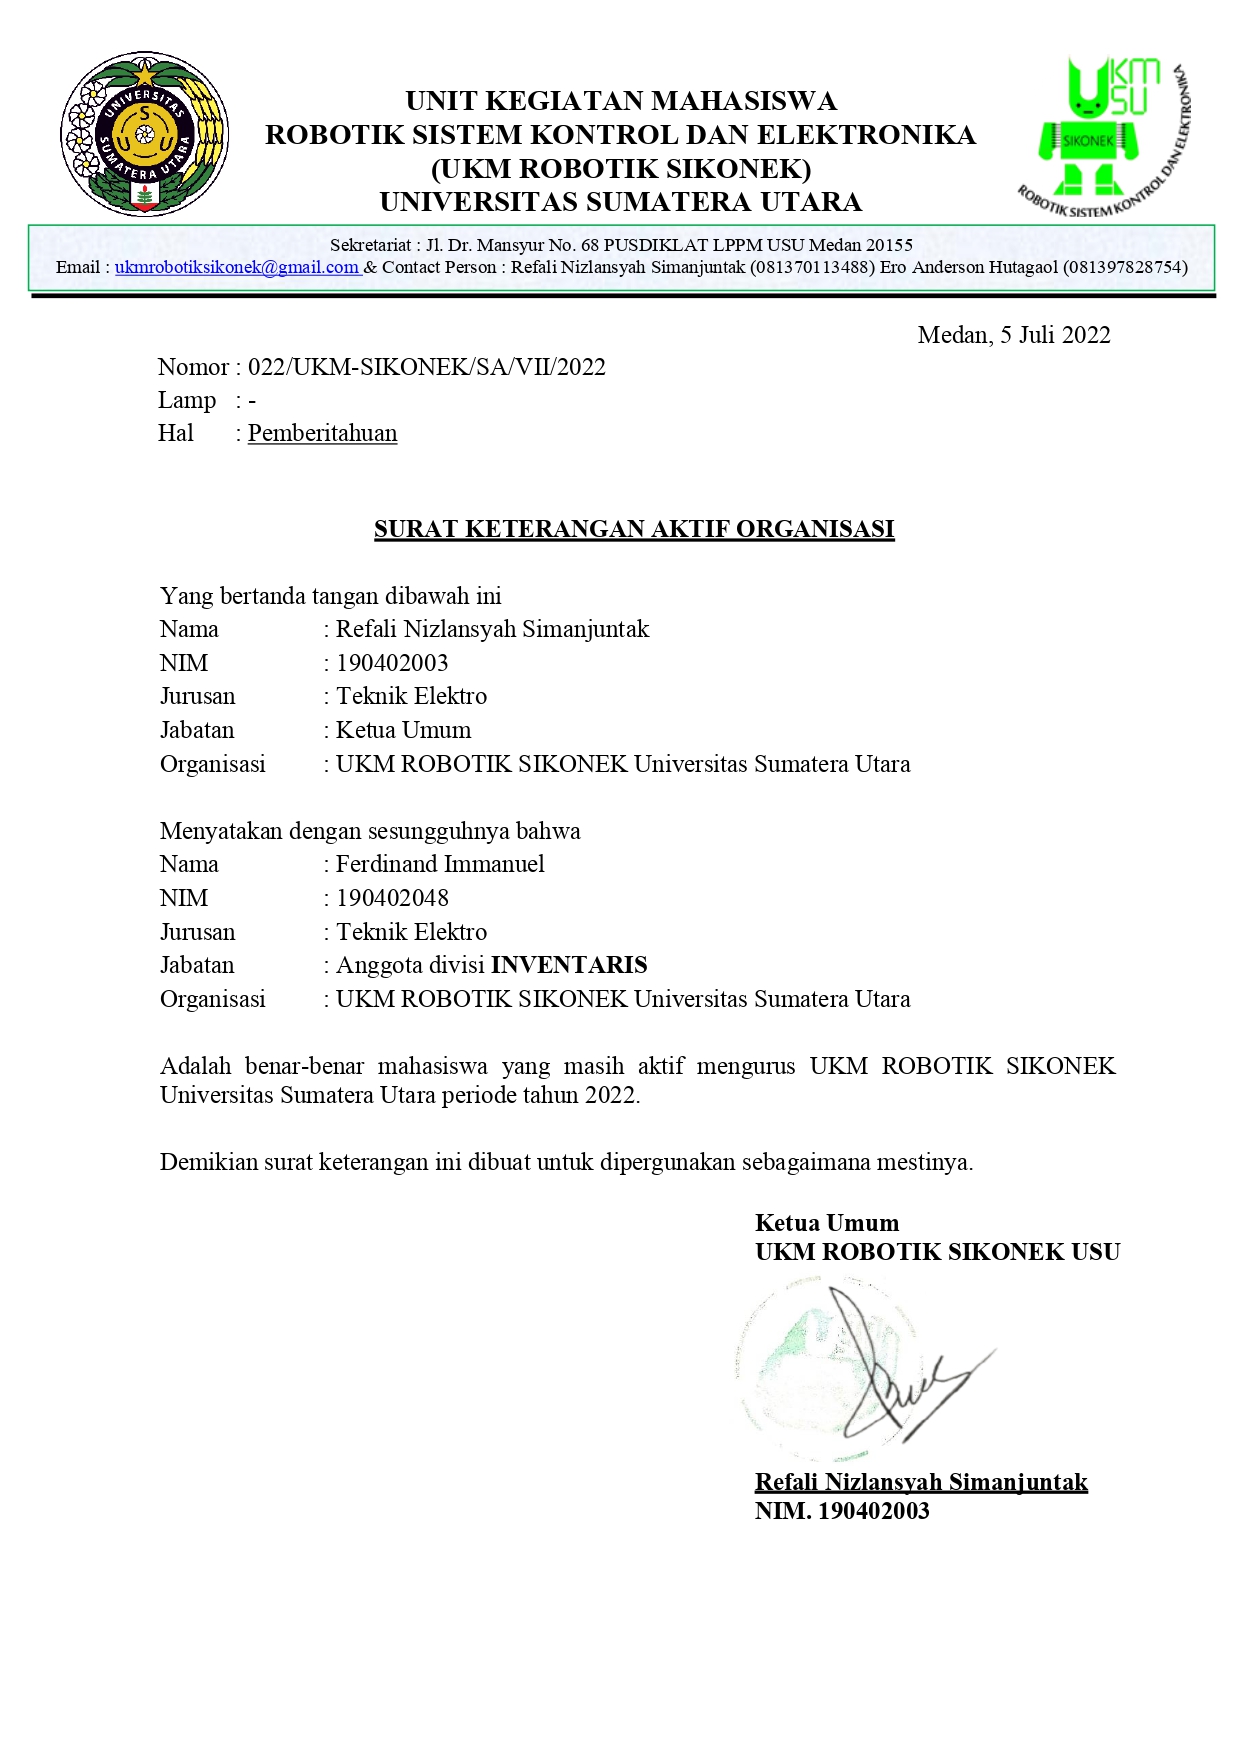 UNIVERSITAS
SUMATERA UTARA
S
U U
UNIT KEGIATAN MAHASISWA
ROBOTIK SISTEM KONTROL DAN ELEKTRONIKA
(UKM ROBOTIK SIKONEK)
UNIVERSITAS SUMATERA UTARA
UKM
USU
SIKONEK
ROBOTIK SISTEM KONTROL DAN ELEKTRONIKA
Sekretariat : Jl. Dr. Mansyur No. 68 PUSDIKLAT LPPM USU Medan 20155
Email : ukmrobotiksikonek@gmail.com & Contact Person : Refali Nizlansyah Simanjuntak (081370113488) Ero Anderson Hutagaol (081397828754)
Medan, 5 Juli 2022
Nomor : 022/UKM-SIKONEK/SA/VII/2022
Lamp : -
Hal : Pemberitahuan
SURAT KETERANGAN AKTIF ORGANISASI
Yang bertanda tangan dibawah ini
Nama : Refali Nizlansyah Simanjuntak
NIM : 190402003
Jurusan : Teknik Elektro
Jabatan : Ketua Umum
Organisasi : UKM ROBOTIK SIKONEK Universitas Sumatera Utara
Menyatakan dengan sesungguhnya bahwa
Nama : Ferdinand Immanuel
NIM : 190402048
Jurusan : Teknik Elektro
Jabatan : Anggota divisi INVENTARIS
Organisasi : UKM ROBOTIK SIKONEK Universitas Sumatera Utara
Adalah benar-benar mahasiswa yang masih aktif mengurus UKM ROBOTIK SIKONEK
Universitas Sumatera Utara periode tahun 2022.
Demikian surat keterangan ini dibuat untuk dipergunakan sebagaimana mestinya.
Ketua Umum
UKM ROBOTIK SIKONEK USU
Refali Nizlansyah Simanjuntak
NIM. 190402003